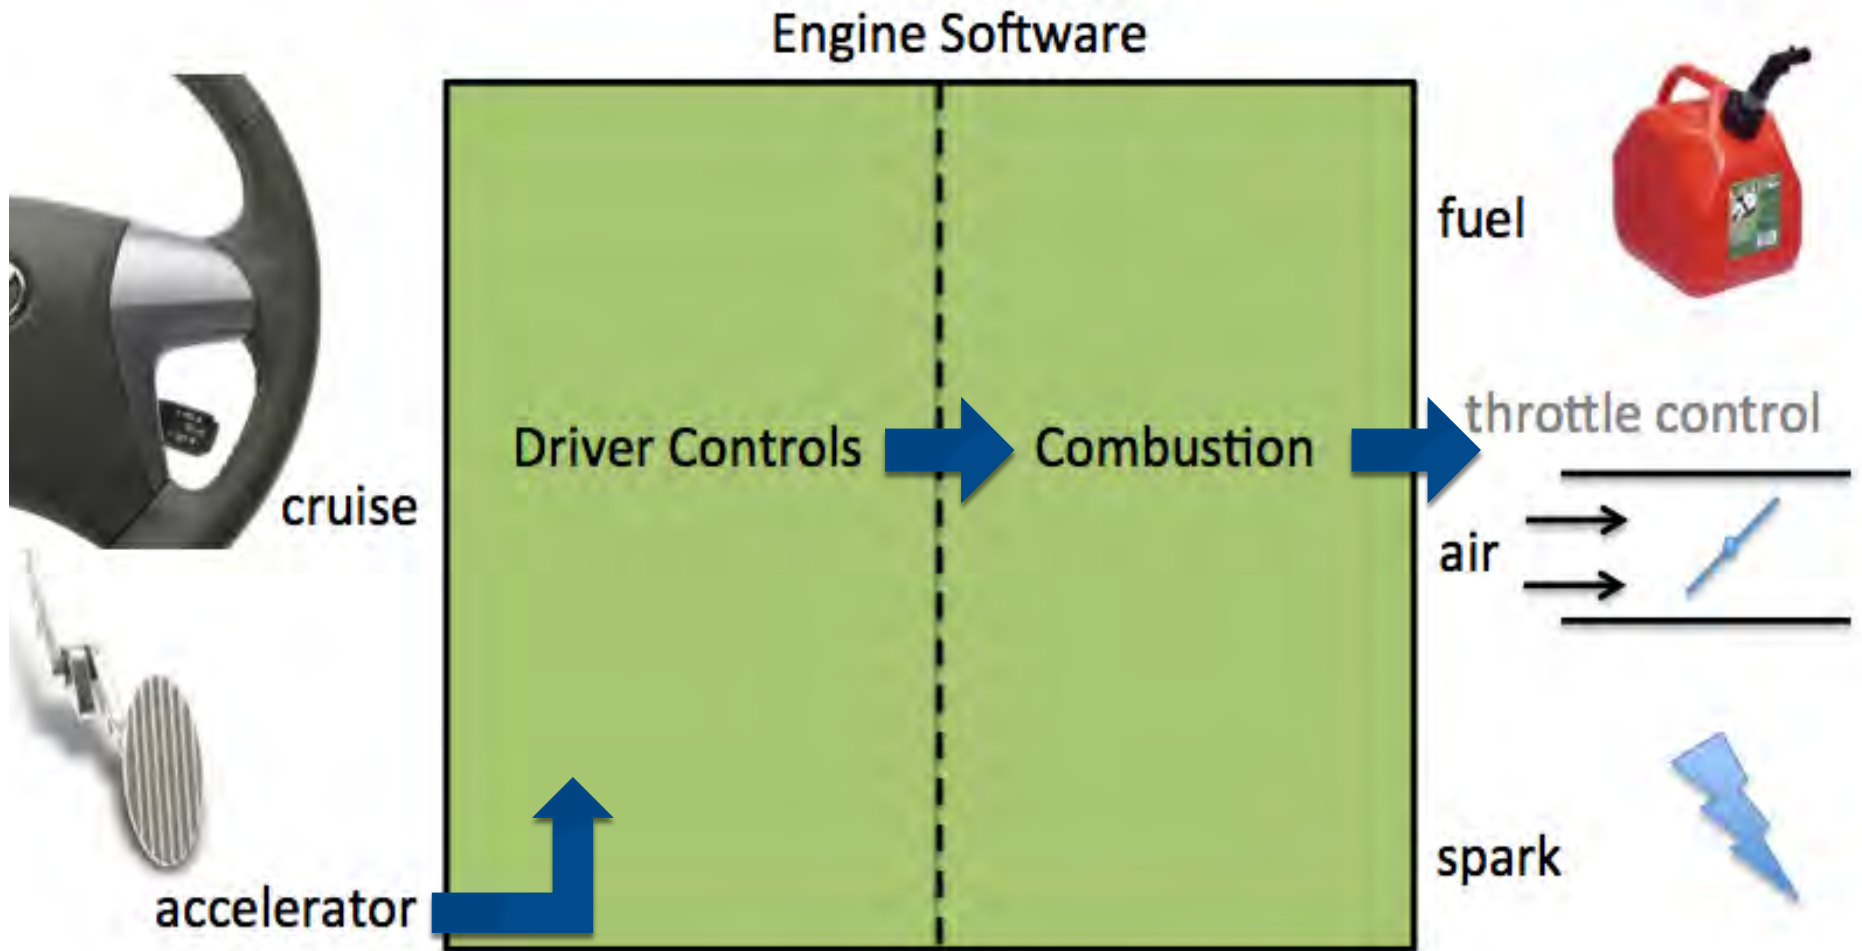 Engine Software
fuel
throttle control
Driver Controls
Combustion
cruise
air
spark
accelerator